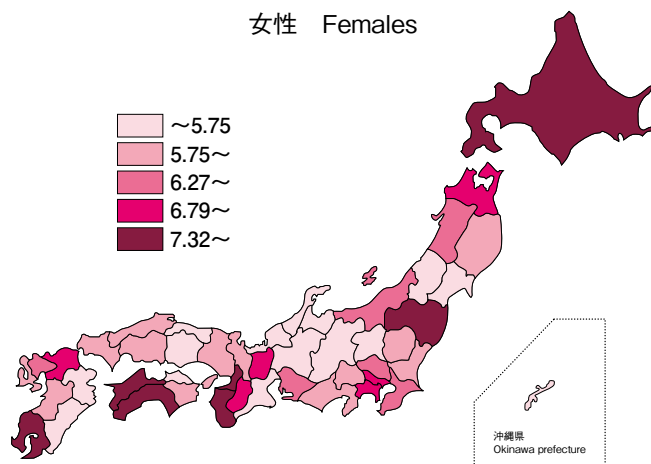 女性　Females
～5.75
5.75～
6.27～
6.79～
7.32～
沖縄県
Okinawa prefecture